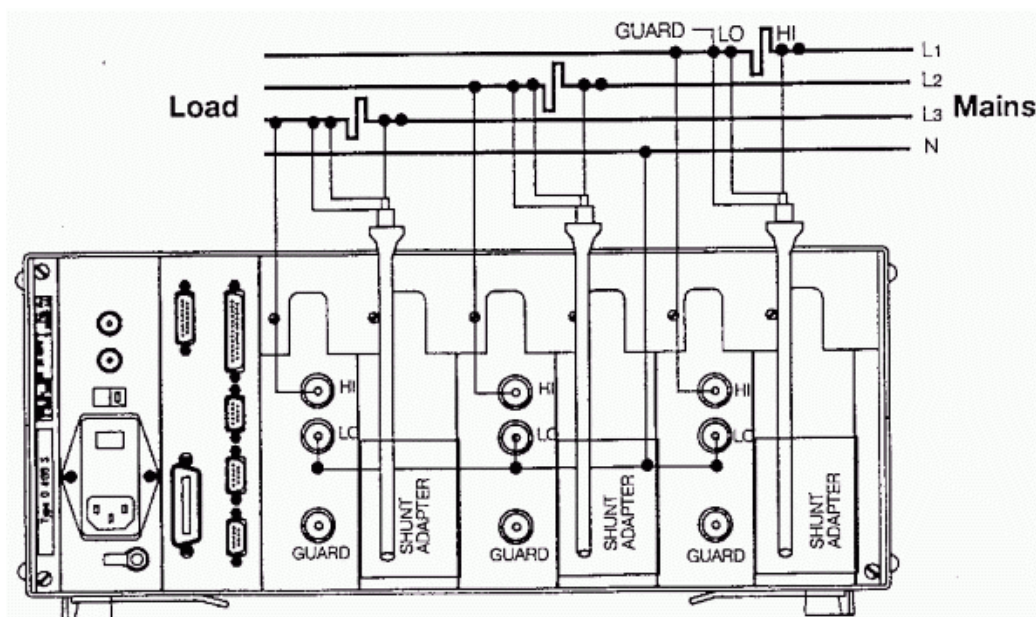 GUARD LO HI
L1
L2
Load L3 Mains
N
HI HI HI
LO LO LO
SHUNT ADAPTER SHUNT ADAPTER SHUNT ADAPTER
GUARD GUARD GUARD